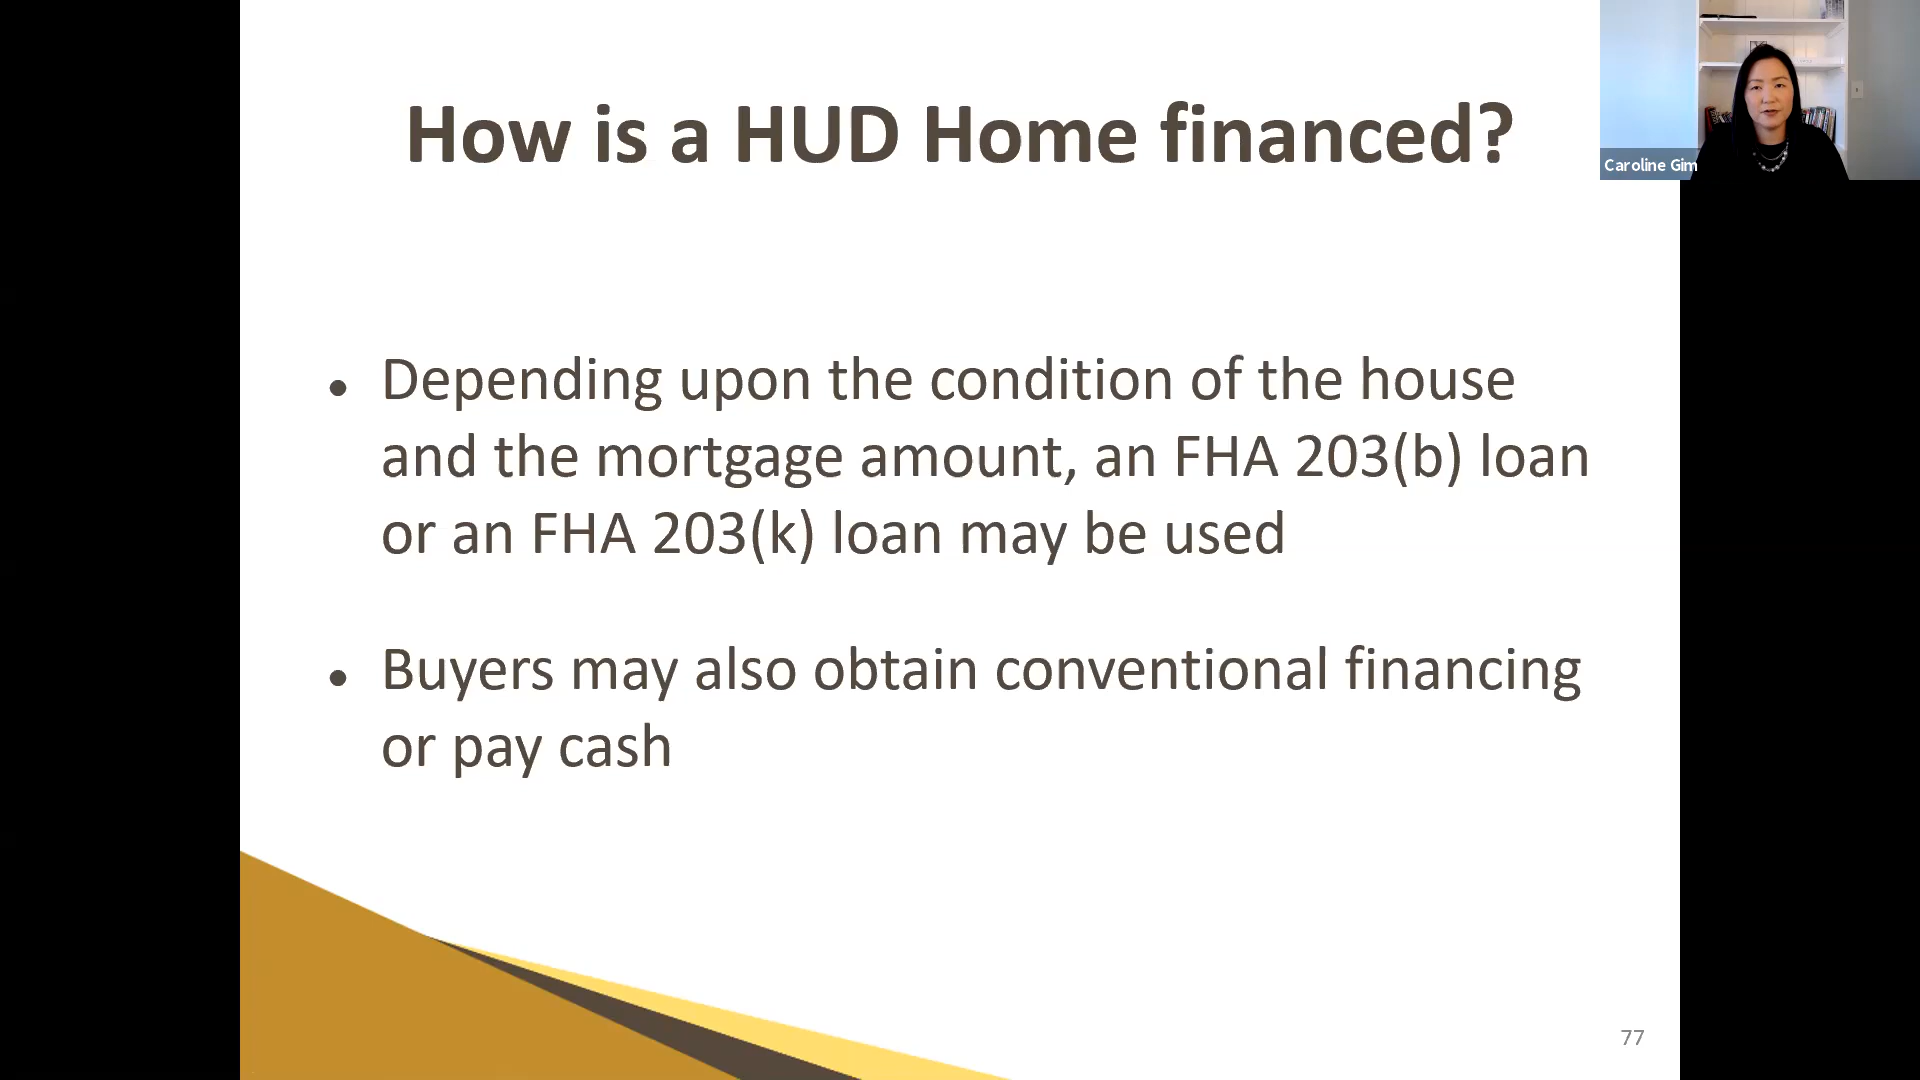 How is a HUD Home financed?
Caroline Gim
• Depending upon the condition of the house
and the mortgage amount, an FHA 203(b) loan
or an FHA 203(k) loan may be used
• Buyers may also obtain conventional financing
or pay cash
77